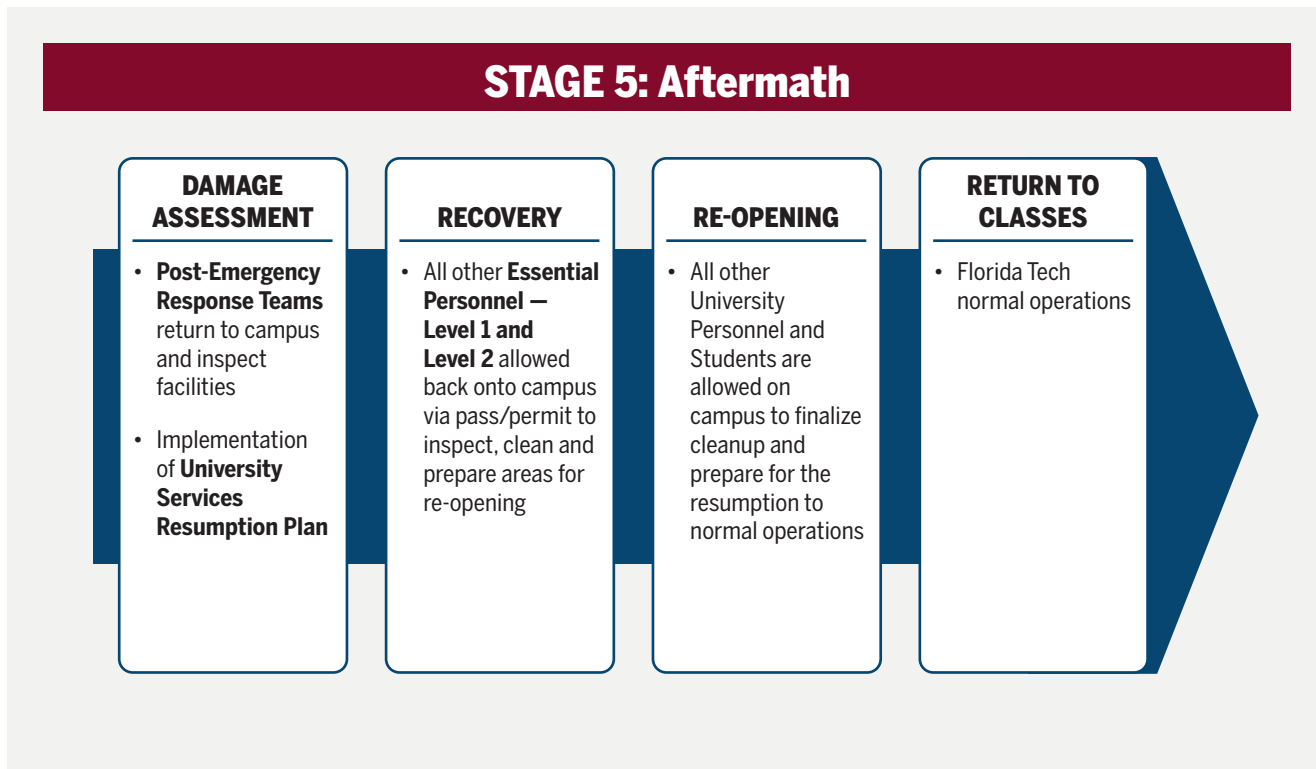 STAGE 5: Aftermath
DAMAGE
ASSESSMENT
• Post-Emergency
Response Teams
return to campus
and inspect
facilities
• Implementation
of University
Services
Resumption Plan
RECOVERY
• All other Essential
Personnel —
Level 1 and
Level 2 allowed
back onto campus
via pass/permit to
inspect, clean and
prepare areas for
re-opening
RE-OPENING
• All other
University
Personnel and
Students are
allowed on
campus to finalize
cleanup and
prepare for the
resumption to
normal operations
RETURN TO
CLASSES
• Florida Tech
normal operations